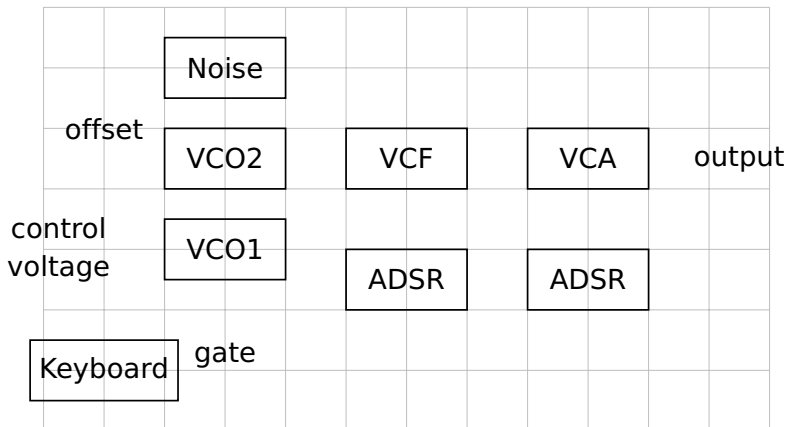 Noise
offset
VCO2
VCF
VCA
output
control
voltage
VCO1
ADSR
ADSR
Keyboard
gate